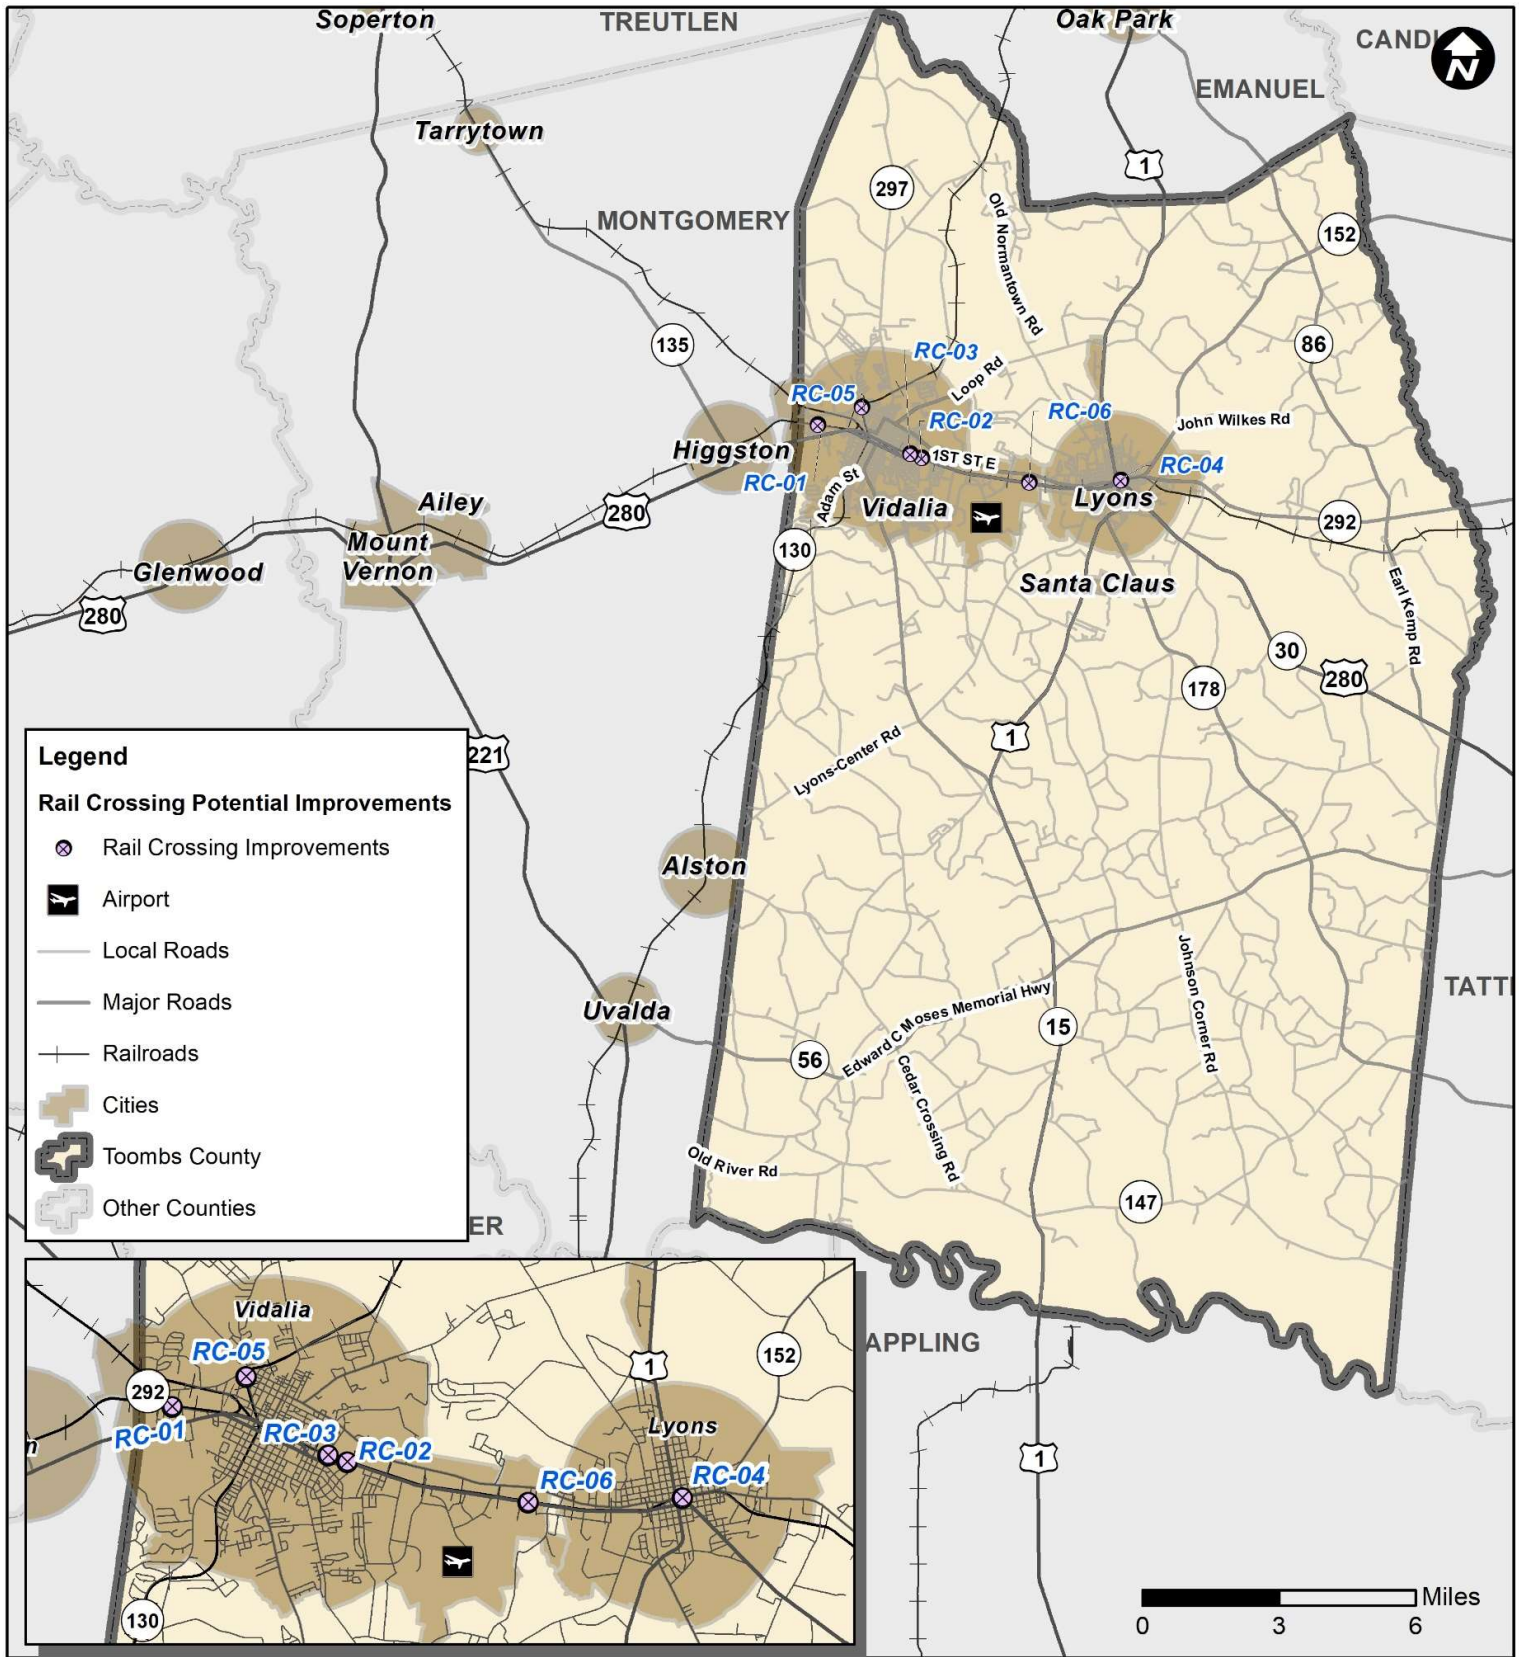 Soperton
TREUTLEN
Oak Park
CANDL
N
EMANUEL
Tarrytown
1
297
MONTGOMERY
Old Normantown Rd
152
135
86
RC-03
Loop Rd
RC-05
RC-02
RC-06
John Wilkes Rd
Higgston
1ST ST E
RC-04
RC-01
Adam St
Ailey
Vidalia
Lyons
280
292
Mount
Vernon
130
Glenwood
Santa Claus
280
Earl Kemp Rd
30
280
178
1
Lyons-Center Rd
221
Legend
Rail Crossing Potential Improvements
Rail Crossing Improvements
Airport
Local Roads
Major Roads
Railroads
Cities
Toombs County
Other Counties
Alston
Uvalda
Johnson Corner Rd
TATT
Edward C Moses Memorial Hwy
15
56
Cedar Crossing Rd
Old River Rd
147
ER
APPLING
1
Vidalia
RC-05
1
152
292
RC-01
RC-03
RC-02
Lyons
n
RC-06
RC-04
130
Miles
0 3 6